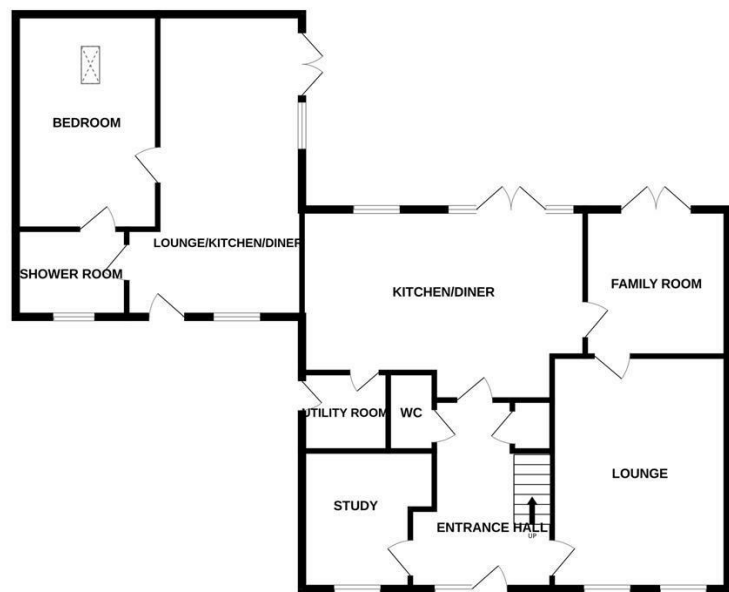 BEDROOM
LOUNGE/KITCHEN/DINER
SHOWER ROOM
KITCHEN/DINER
FAMILY ROOM
UTILITY ROOM
WC
LOUNGE
STUDY
ENTRANCE HALL
UP